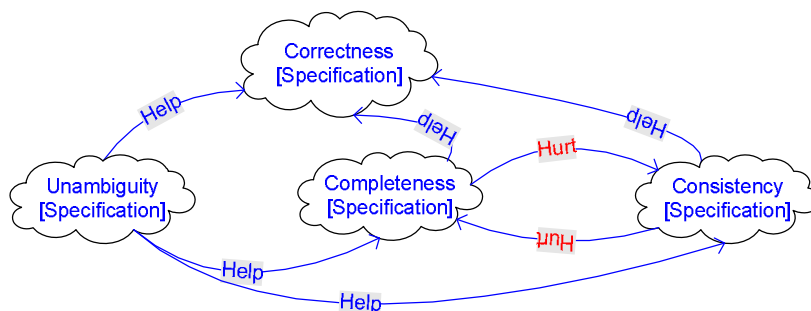 Correctness
[Specification]
Help
Help
Help
Hurt
Unambiguity
[Specification]
Completeness
[Specification]
Consistency
[Specification]
Hurt
Help
Help